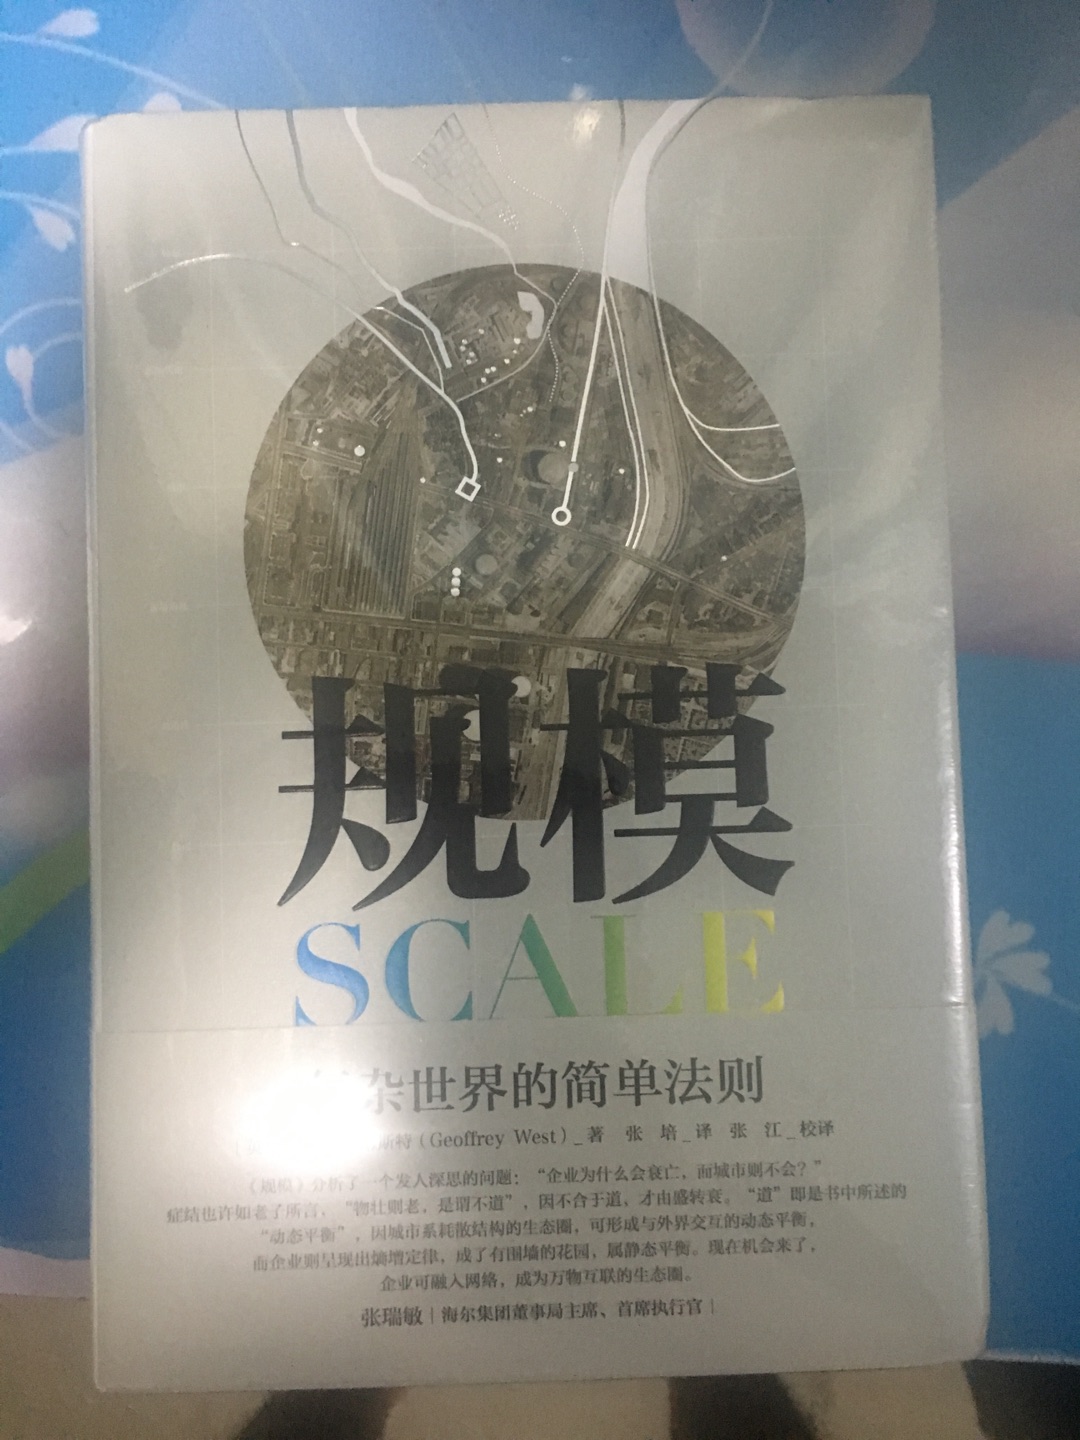 规模
SCALE
杂世界的简单法则
斯特（Geoffrey West）_著 张 培_译 张 江_校译
《规模》分析了一个发人深思的问题：“企业为什么会衰亡，而城市则不会？”
症结也许如老子所言，“物壮则老，是谓不道”，因不合于道，才由盛转衰。“道”即是书中所述的
“动态平衡”，因城市系耗散结构的生态圈，可形成与外界交互的动态平衡，
而企业则呈现出熵增定律，成了有围墙的花园，属静态平衡。现在机会来了，
企业可融入网络，成为万物互联的生态圈。
张瑞敏｜海尔集团董事局主席、首席执行官｜